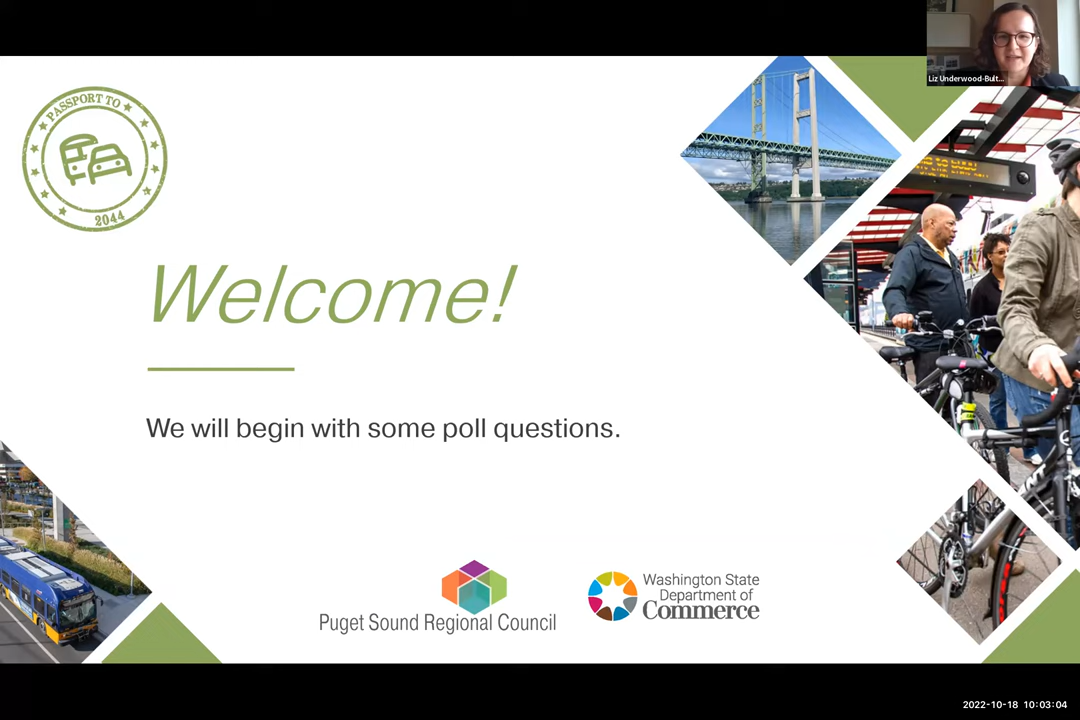 Liz Underwood-Bult...
PASSPORT TO
2044
Welcome!
We will begin with some poll questions.
Puget Sound Regional Council
Washington State
Department of
Commerce
2022-10-18 10:03:04